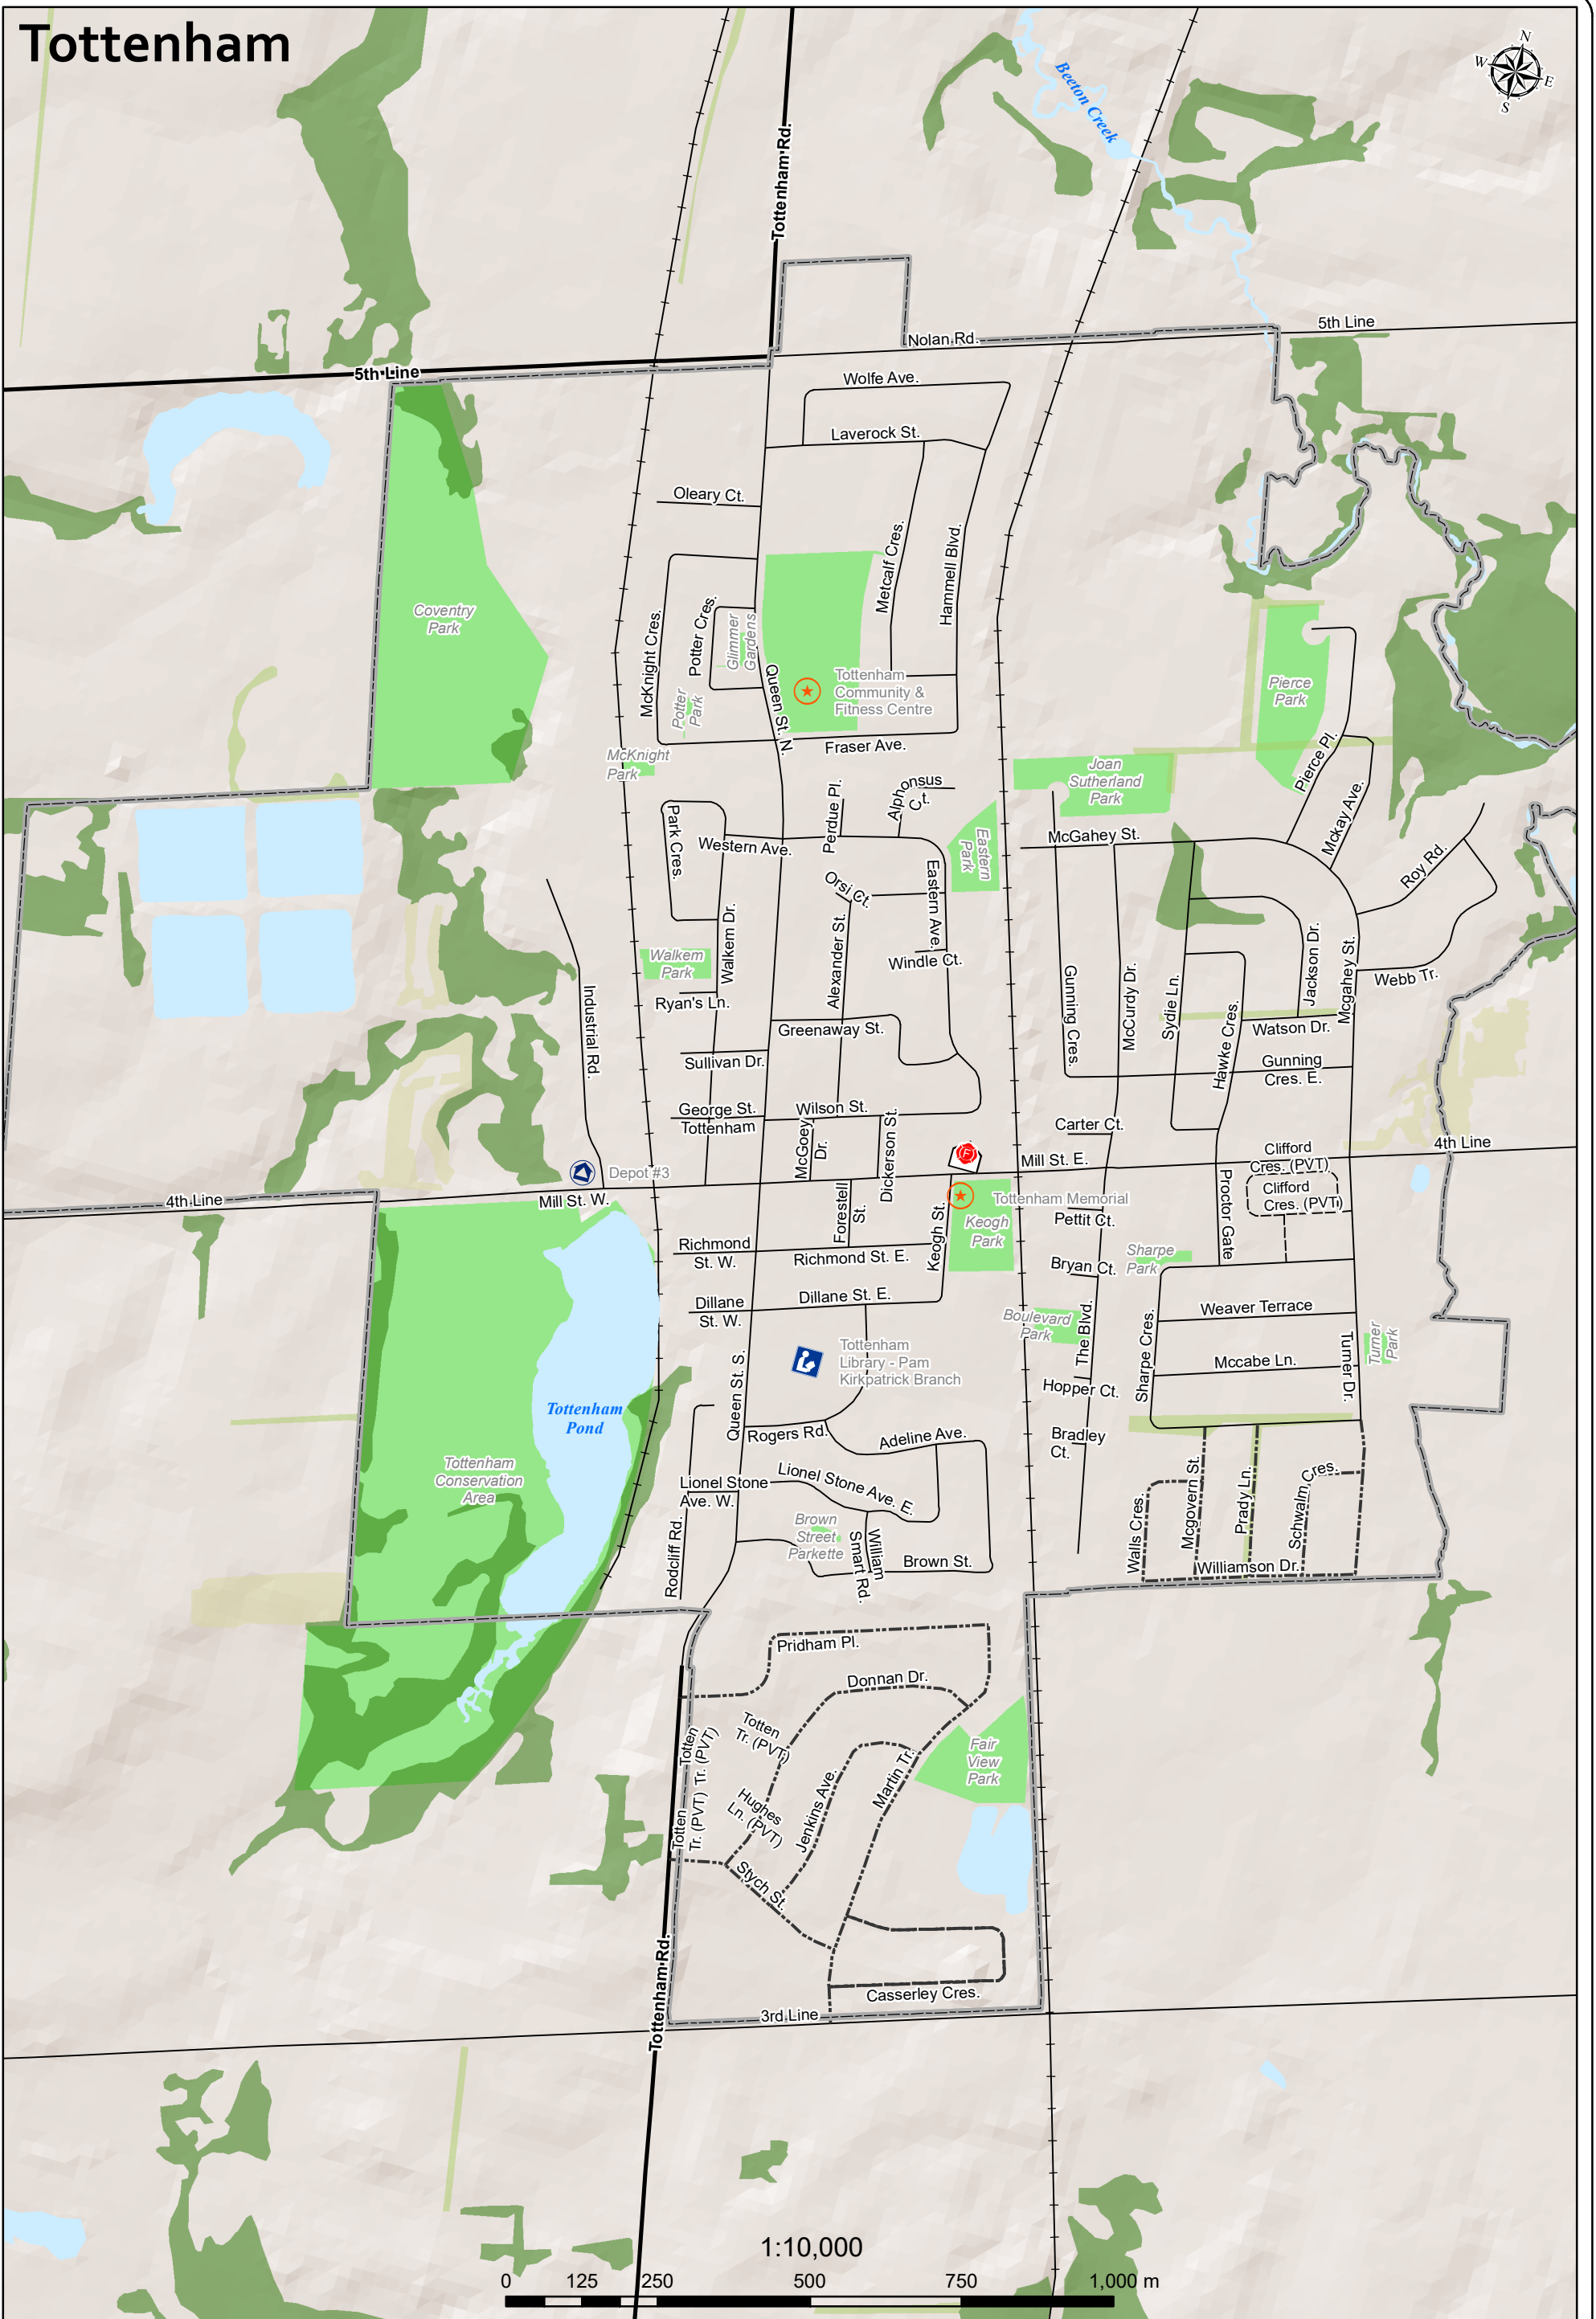 Tottenham
N
W
E
S
Beeton Creek
Tottenham Rd.
5th Line
Nolan Rd.
5th Line
Wolfe Ave.
Laverock St.
Oleary Ct.
Metcalf Cres.
Hammell Blvd.
Coventry
Park
McKnight Cres.
Potter Cres.
Glimmer
Gardens
Potter
Park
Queen St. N.
Tottenham
Community &
Fitness Centre
Pierce
Park
McKnight
Park
Fraser Ave.
Pierce Pl.
Joan
Sutherland
Park
Mckay Ave.
Perdue Pl.
Alphonsus
Ct.
Park Cres.
Western Ave.
Eastern
Park
McGahey St.
Roy Rd.
Orsi Ct.
Eastern Ave.
Walkem Dr.
Alexander St.
Walkem
Park
Windle Ct.
Ryan's Ln.
Gunning Cres.
McCurdy Dr.
Sydie Ln.
Jackson Dr.
Mcgahey St.
Webb Tr.
Industrial Rd.
Greenaway St.
Hawke Cres.
Watson Dr.
Sullivan Dr.
Gunning
Cres. E.
George St.
Tottenham
Wilson St.
McGoey
Dr.
Dickerson St.
Carter Ct.
F
Mill St. E.
4th Line
Clifford
Cres. (PVT)
Clifford
Cres. (PVT)
Depot #3
4th Line
Mill St. W.
Proctor Gate
Tottenham Memorial
Pettit Ct.
Forestell
St.
Keogh St.
Keogh
Park
Richmond
St. W.
Richmond St. E.
Sharpe
Park
Bryan Ct.
Dillane
St. W.
Dillane St. E.
Boulevard
Park
The Blvd.
Sharpe Cres.
Weaver Terrace
Turner Dr.
Turner
Park
Tottenham
Library - Pam
Kirkpatrick Branch
Mccabe Ln.
Queen St. S.
Hopper Ct.
Tottenham
Pond
Rogers Rd.
Adeline Ave.
Bradley
Ct.
Tottenham
Conservation
Area
Lionel Stone
Ave. W.
Lionel Stone Ave. E.
Brown
Street
Parkette
William
Smart Rd.
Brown St.
Rodcliff Rd.
Walls Cres.
Mcgovern St.
Prady Ln.
Schwalm Cres.
Williamson Dr.
Pridham Pl.
Donnan Dr.
Totten
Tr. (PVT)
Totten
Tr. (PVT)
Fair
View
Park
Martin Tr.
Jenkins Ave.
Hughes
Ln. (PVT)
Totten
Tr. (PVT)
Stych St.
Casserley Cres.
Tottenham Rd.
3rd Line
1:10,000
0 125 250 500 750 1,000 m